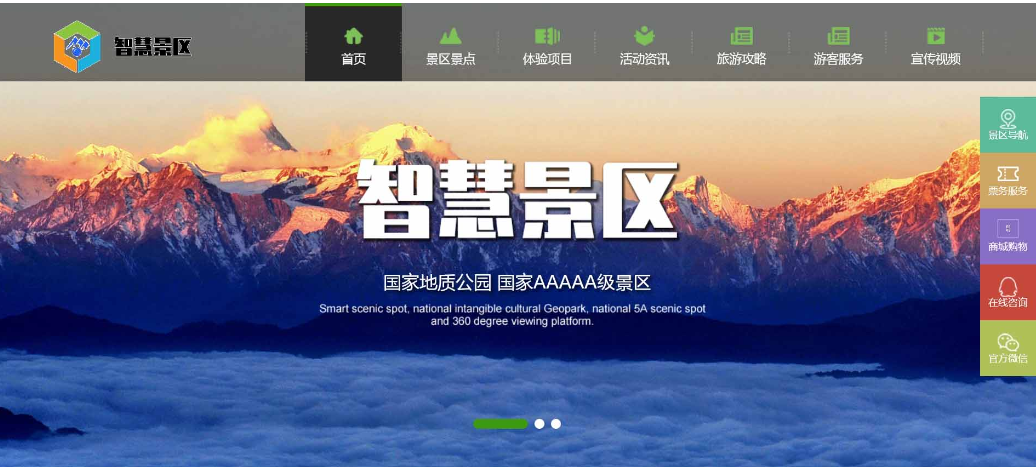 智慧景区
首页
景区景点
体验项目
活动资讯
旅游攻略
游客服务
宣传视频
景区导航
票务服务
商城购物
在线咨询
官方微信
智慧景区
国家地质公园 国家AAAAA级景区
Smart scenic spot, national intangible cultural Geopark, national 5A scenic spot
and 360 degree viewing platform.